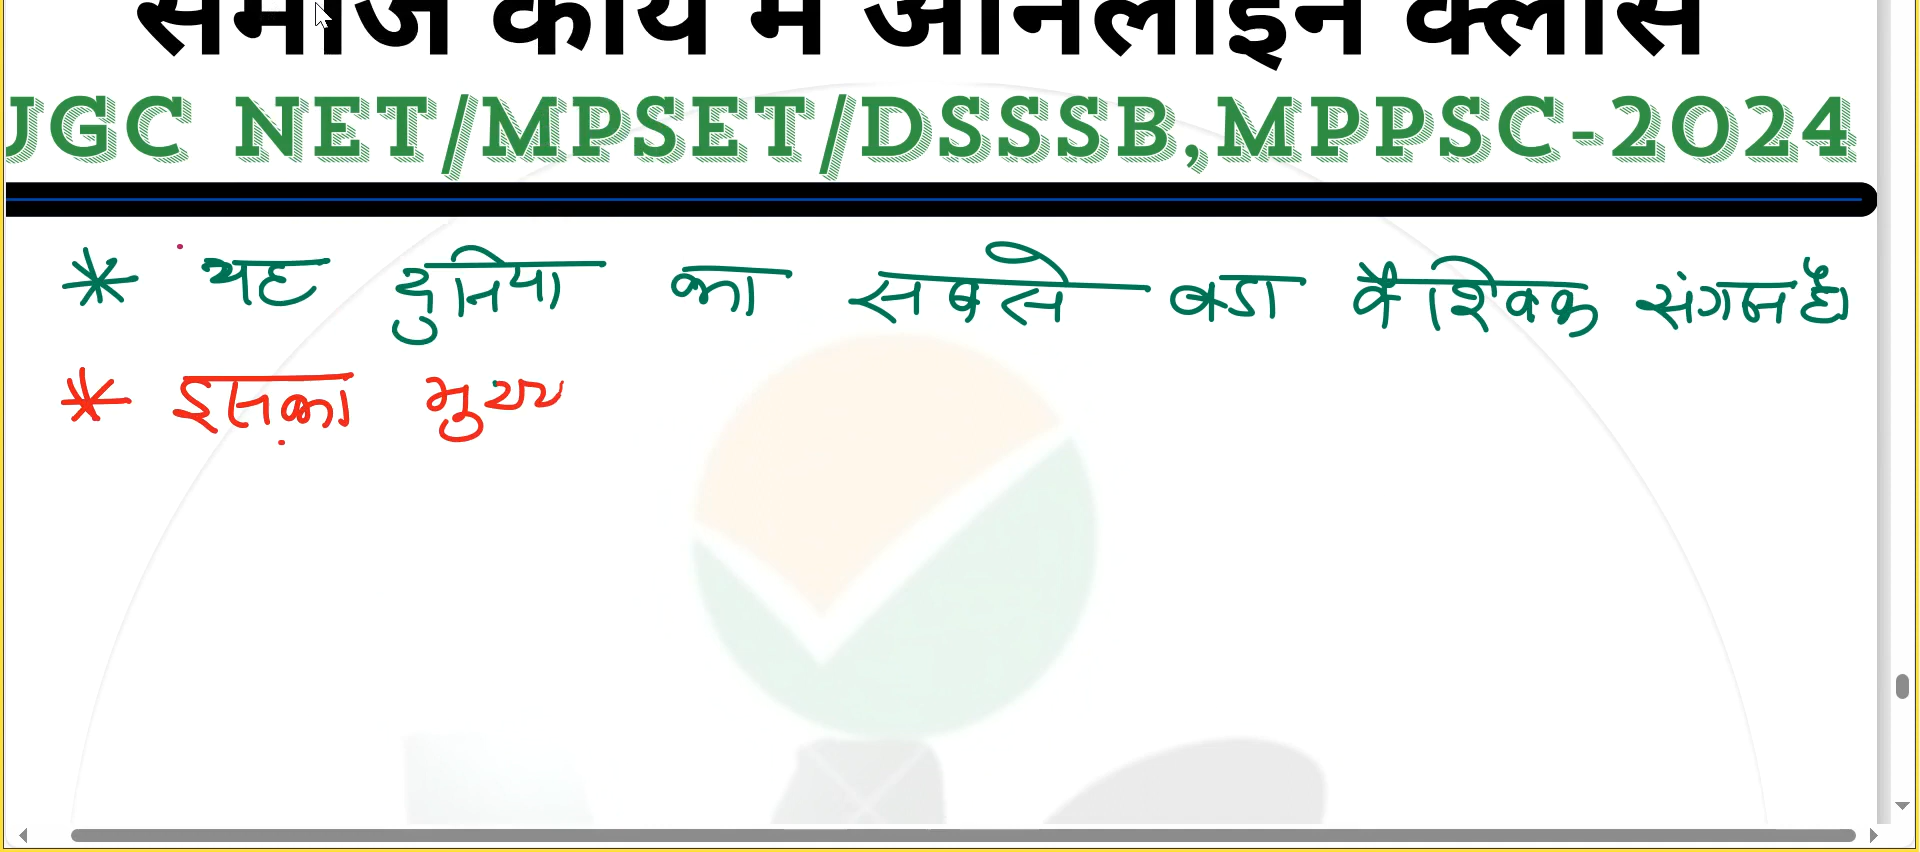 समाज कार्य में ऑनलाइन क्लास
UGC NET/MPSET/DSSSB,MPPSC-2024
* यह दुनिया का सबसे बडा वैश्विक संगठन है।
* इसका मुख्य